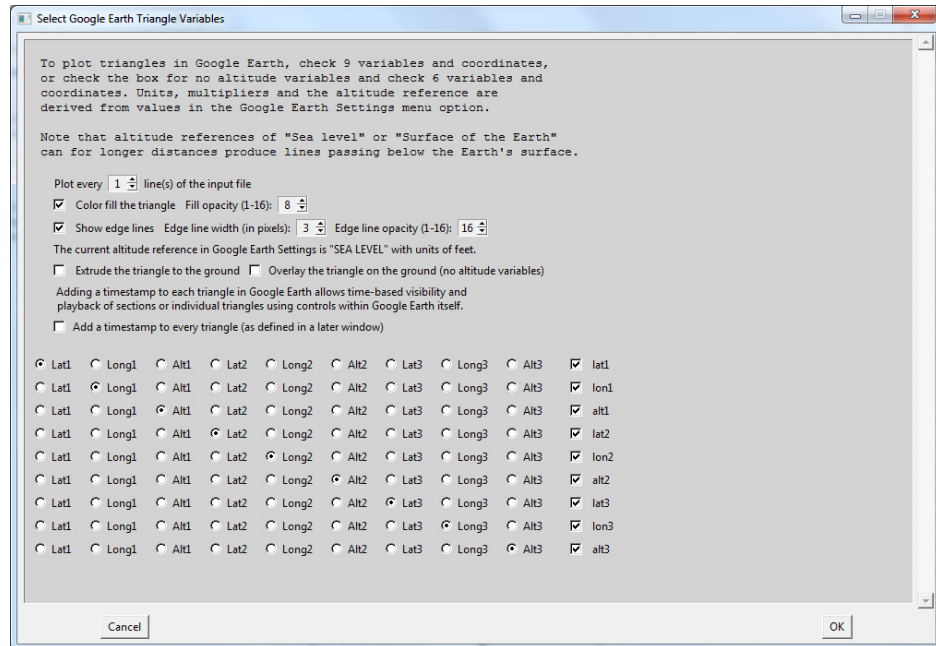 Select Google Earth Triangle Variables
To plot triangles in Google Earth, check 9 variables and coordinates,
or check the box for no altitude variables and check 6 variables and
coordinates. Units, multipliers and the altitude reference are
derived from values in the Google Earth Settings menu option.
Note that altitude references of "Sea level" or "Surface of the Earth"
can for longer distances produce lines passing below the Earth's surface.
Plot every 1 line(s) of the input file
Color fill the triangle Fill opacity (1-16): 8
Show edge lines Edge line width (in pixels): 3 Edge line opacity (1-16): 16
The current altitude reference in Google Earth Settings is "SEA LEVEL" with units of feet.
Extrude the triangle to the ground Overlay the triangle on the ground (no altitude variables)
Adding a timestamp to each triangle in Google Earth allows time-based visibility and
playback of sections or individual triangles using controls within Google Earth itself.
Add a timestamp to every triangle (as defined in a later window)
Lat1 Long1 Alt1 Lat2 Long2 Alt2 Lat3 Long3 Alt3 lat1
Lat1 Long1 Alt1 Lat2 Long2 Alt2 Lat3 Long3 Alt3 lon1
Lat1 Long1 Alt1 Lat2 Long2 Alt2 Lat3 Long3 Alt3 alt1
Lat1 Long1 Alt1 Lat2 Long2 Alt2 Lat3 Long3 Alt3 lat2
Lat1 Long1 Alt1 Lat2 Long2 Alt2 Lat3 Long3 Alt3 lon2
Lat1 Long1 Alt1 Lat2 Long2 Alt2 Lat3 Long3 Alt3 alt2
Lat1 Long1 Alt1 Lat2 Long2 Alt2 Lat3 Long3 Alt3 lat3
Lat1 Long1 Alt1 Lat2 Long2 Alt2 Lat3 Long3 Alt3 lon3
Lat1 Long1 Alt1 Lat2 Long2 Alt2 Lat3 Long3 Alt3 alt3
Cancel OK